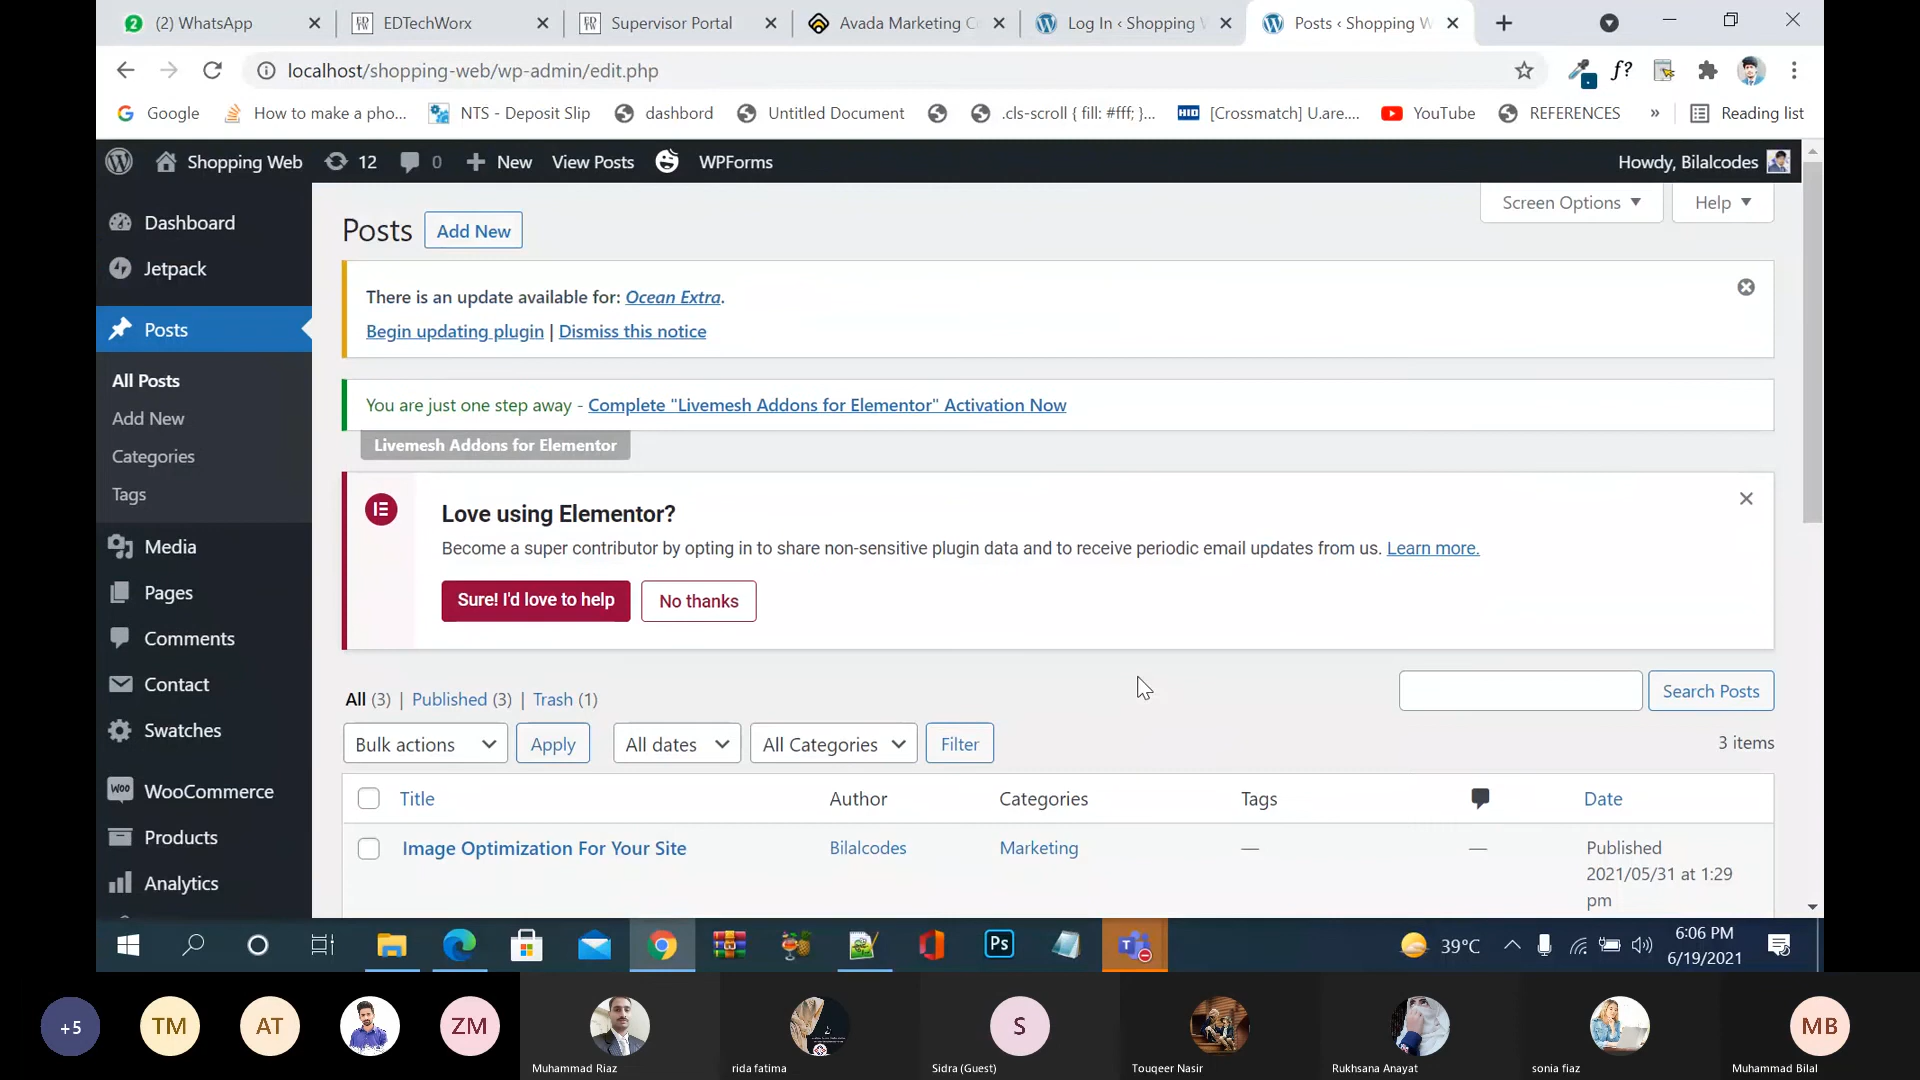 (2) WhatsApp
EDTechWorx
Supervisor Portal
Avada Marketing C
Log In ‹ Shopping W
Posts ‹ Shopping W
localhost/shopping-web/wp-admin/edit.php
f?
Google
How to make a pho...
NTS - Deposit Slip
dashbord
Untitled Document
.cls-scroll { fill: #fff; }...
HID
[Crossmatch] U.are....
YouTube
REFERENCES
»
Reading list
Shopping Web
12
0
New
View Posts
WPForms
Howdy, Bilalcodes
Dashboard
Jetpack
Posts
All Posts
Add New
Categories
Tags
Media
Pages
Comments
Contact
Swatches
WooCommerce
Products
Analytics
Screen Options
Help
Posts
Add New
There is an update available for: Ocean Extra.
Begin updating plugin | Dismiss this notice
You are just one step away - Complete "Livemesh Addons for Elementor" Activation Now
Livemesh Addons for Elementor
Love using Elementor?
Become a super contributor by opting in to share non-sensitive plugin data and to receive periodic email updates from us. Learn more.
Sure! I'd love to help
No thanks
All (3) | Published (3) | Trash (1)
Search Posts
Bulk actions
Apply
All dates
All Categories
Filter
3 items
Title
Author
Categories
Tags
Date
Image Optimization For Your Site
Bilalcodes
Marketing
—
—
Published
2021/05/31 at 1:29
pm
Ps
39°C
6:06 PM
6/19/2021
+5
TM
AT
ZM
S
MB
Muhammad Riaz
rida fatima
Sidra (Guest)
Touqeer Nasir
Rukhsana Anayat
sonia fiaz
Muhammad Bilal